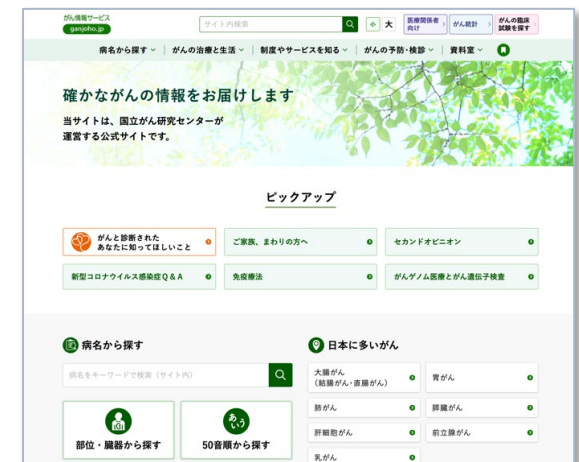 がん情報サービス
ganjoho.jp
サイト内検索
小 大
医療関係者向け
がん統計
がんの臨床試験を探す
病名から探す
がんの治療と生活
制度やサービスを知る
がんの予防・検診
資料室
確かながんの情報をお届けします
当サイトは、国立がん研究センターが
運営する公式サイトです。
ピックアップ
がんと診断された
あなたに知ってほしいこと
ご家族、まわりの方へ
セカンドオピニオン
新型コロナウイルス感染症Q&A
免疫療法
がんゲノム医療とがん遺伝子検査
病名から探す
病名をキーワードで検索（サイト内）
部位・臓器から探す
あいう
50音順から探す
日本に多いがん
大腸がん
（結腸がん・直腸がん）
胃がん
肺がん
膵臓がん
肝細胞がん
前立腺がん
乳がん